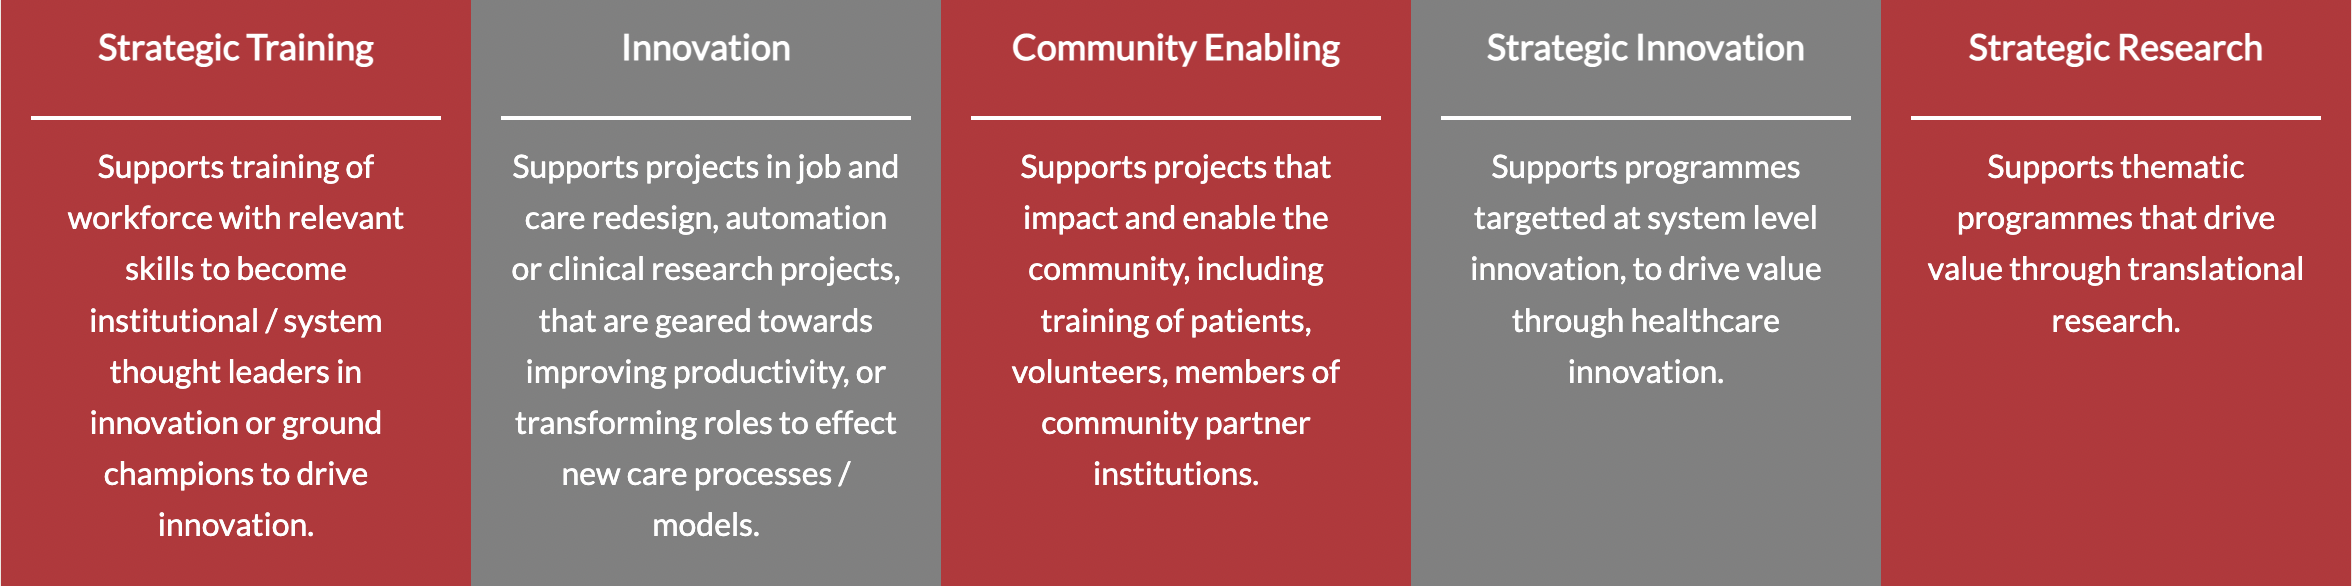 Strategic Training
Supports training of
workforce with relevant
skills to become
institutional / system
thought leaders in
innovation or ground
champions to drive
innovation.
Innovation
Supports projects in job and
care redesign, automation
or clinical research projects,
that are geared towards
improving productivity, or
transforming roles to effect
new care processes /
models.
Community Enabling
Supports projects that
impact and enable the
community, including
training of patients,
volunteers, members of
community partner
institutions.
Strategic Innovation
Supports programmes
targetted at system level
innovation, to drive value
through healthcare
innovation.
Strategic Research
Supports thematic
programmes that drive
value through translational
research.